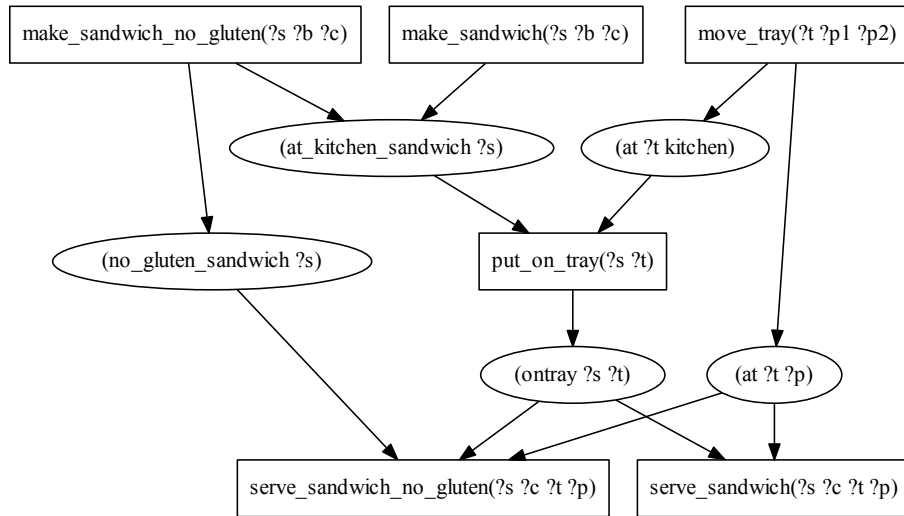 make_sandwich_no_gluten(?s ?b ?c)
make_sandwich(?s ?b ?c)
move_tray(?t ?p1 ?p2)
(at_kitchen_sandwich ?s)
(at ?t kitchen)
(no_gluten_sandwich ?s)
put_on_tray(?s ?t)
(ontray ?s ?t)
(at ?t ?p)
serve_sandwich_no_gluten(?s ?c ?t ?p)
serve_sandwich(?s ?c ?t ?p)